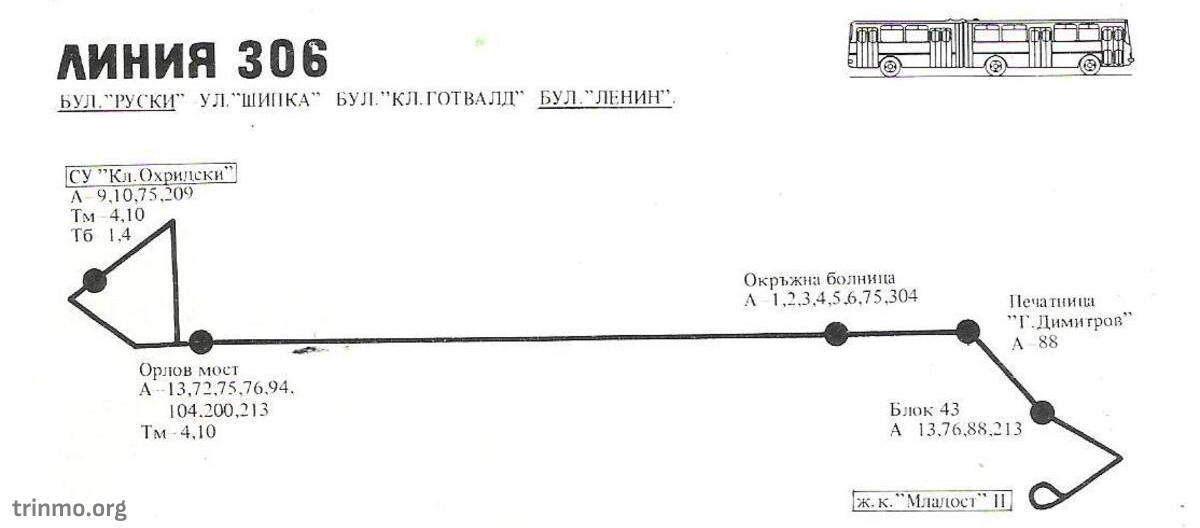 ЛИНИЯ 306
БУЛ."РУСКИ" УЛ."ШИПКА" БУЛ."КЛ.ГОТВАЛД" БУЛ."ЛЕНИН".
СУ "Кл.Охридски"
А-9,10,75,209
Тм-4,10
Тб 1,4
Окръжна болница
А-1,2,3,4,5,6,75,304
Печатница
"Г.Димитров"
А-88
Орлов мост
А-13,72,75,76,94,
104,200,213
Тм-4,10
Блок 43
А 13,76,88,213
ж.к."Младост" II
trinmo.org